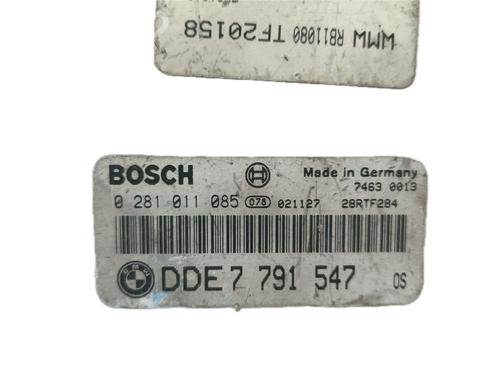 WMW RB11080 TF20158
BOSCH Made in Germany
7463 0013
0 281 011 085 078 021127 28RTF284
DDE 7 791 547 OS